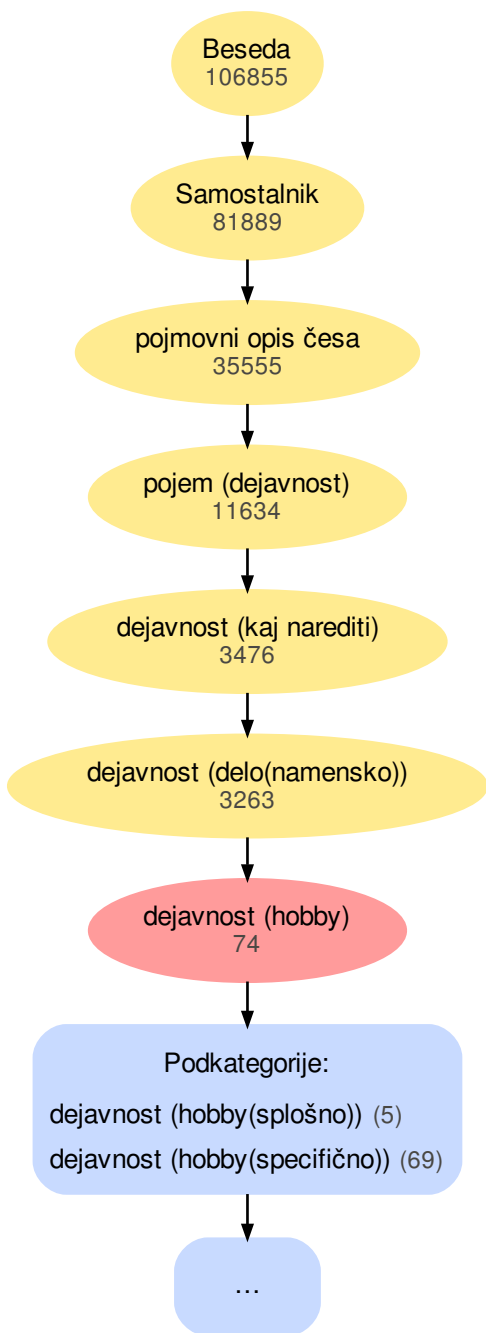 Beseda
106855
Samostalnik
81889
pojmovni opis česa
35555
pojem (dejavnost)
11634
dejavnost (kaj narediti)
3476
dejavnost (delo(namensko))
3263
dejavnost (hobby)
74
Podkategorije:
dejavnost (hobby(splošno)) (5)
dejavnost (hobby(specifično)) (69)
...